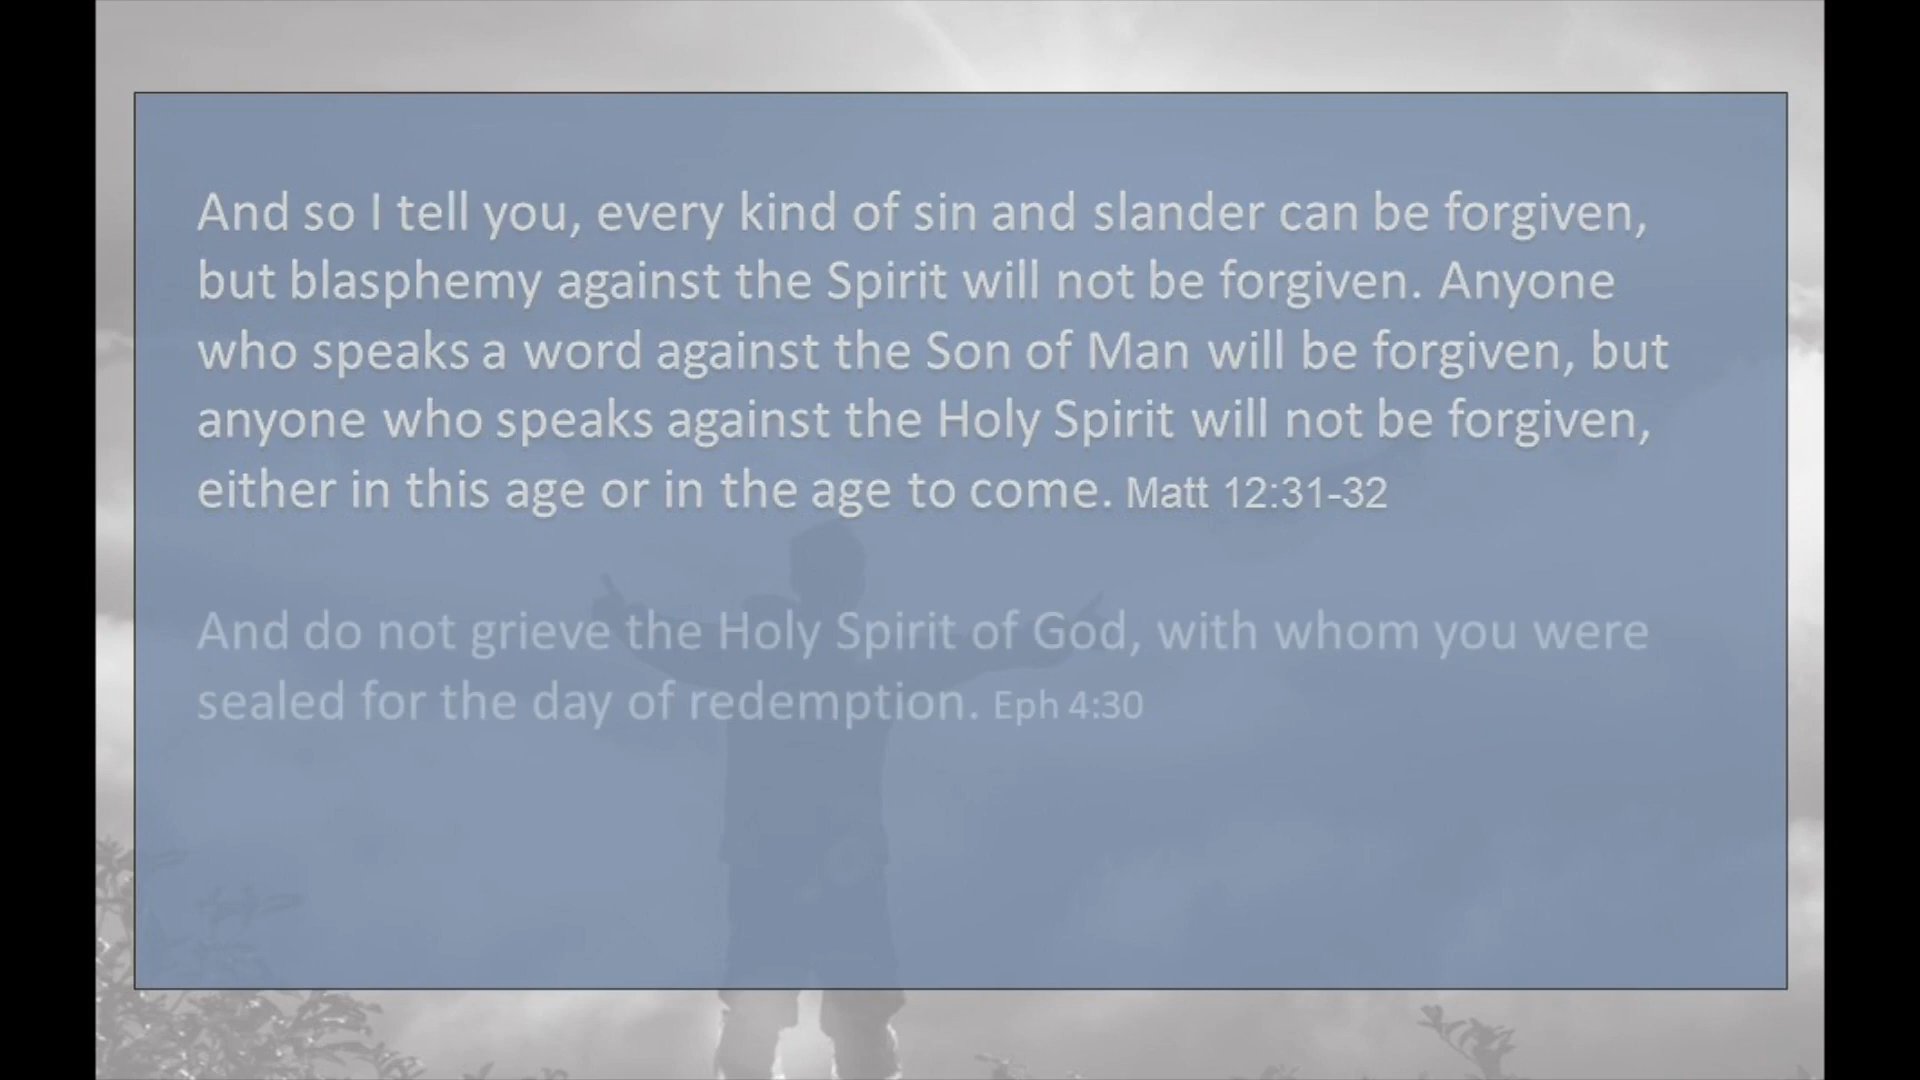 And so I tell you, every kind of sin and slander can be forgiven,
but blasphemy against the Spirit will not be forgiven. Anyone
who speaks a word against the Son of Man will be forgiven, but
anyone who speaks against the Holy Spirit will not be forgiven,
either in this age or in the age to come. Matt 12:31-32
And do not grieve the Holy Spirit of God, with whom you were
sealed for the day of redemption. Eph 4:30